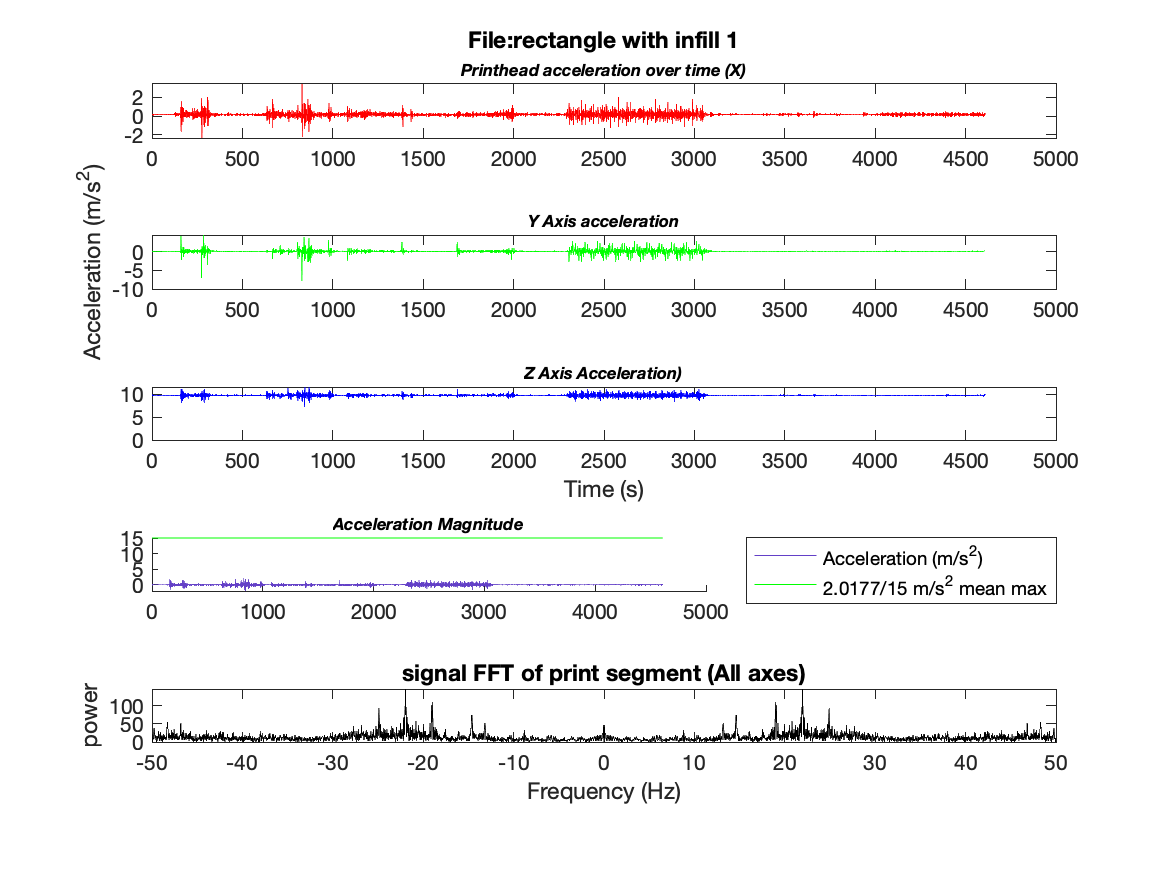 File:rectangle with infill 1
Printhead acceleration over time (X)
2
0
-2
0 500 1000 1500 2000 2500 3000 3500 4000 4500 5000
Acceleration (m/s²)
Y Axis acceleration
0
-5
-10
0 500 1000 1500 2000 2500 3000 3500 4000 4500 5000
Z Axis Acceleration)
10
5
0
0 500 1000 1500 2000 2500 3000 3500 4000 4500 5000
Time (s)
Acceleration Magnitude
15
10
5
0
0 1000 2000 3000 4000 5000
Acceleration (m/s²)
2.0177/15 m/s² mean max
signal FFT of print segment (All axes)
power
100
50
0
-50 -40 -30 -20 -10 0 10 20 30 40 50
Frequency (Hz)